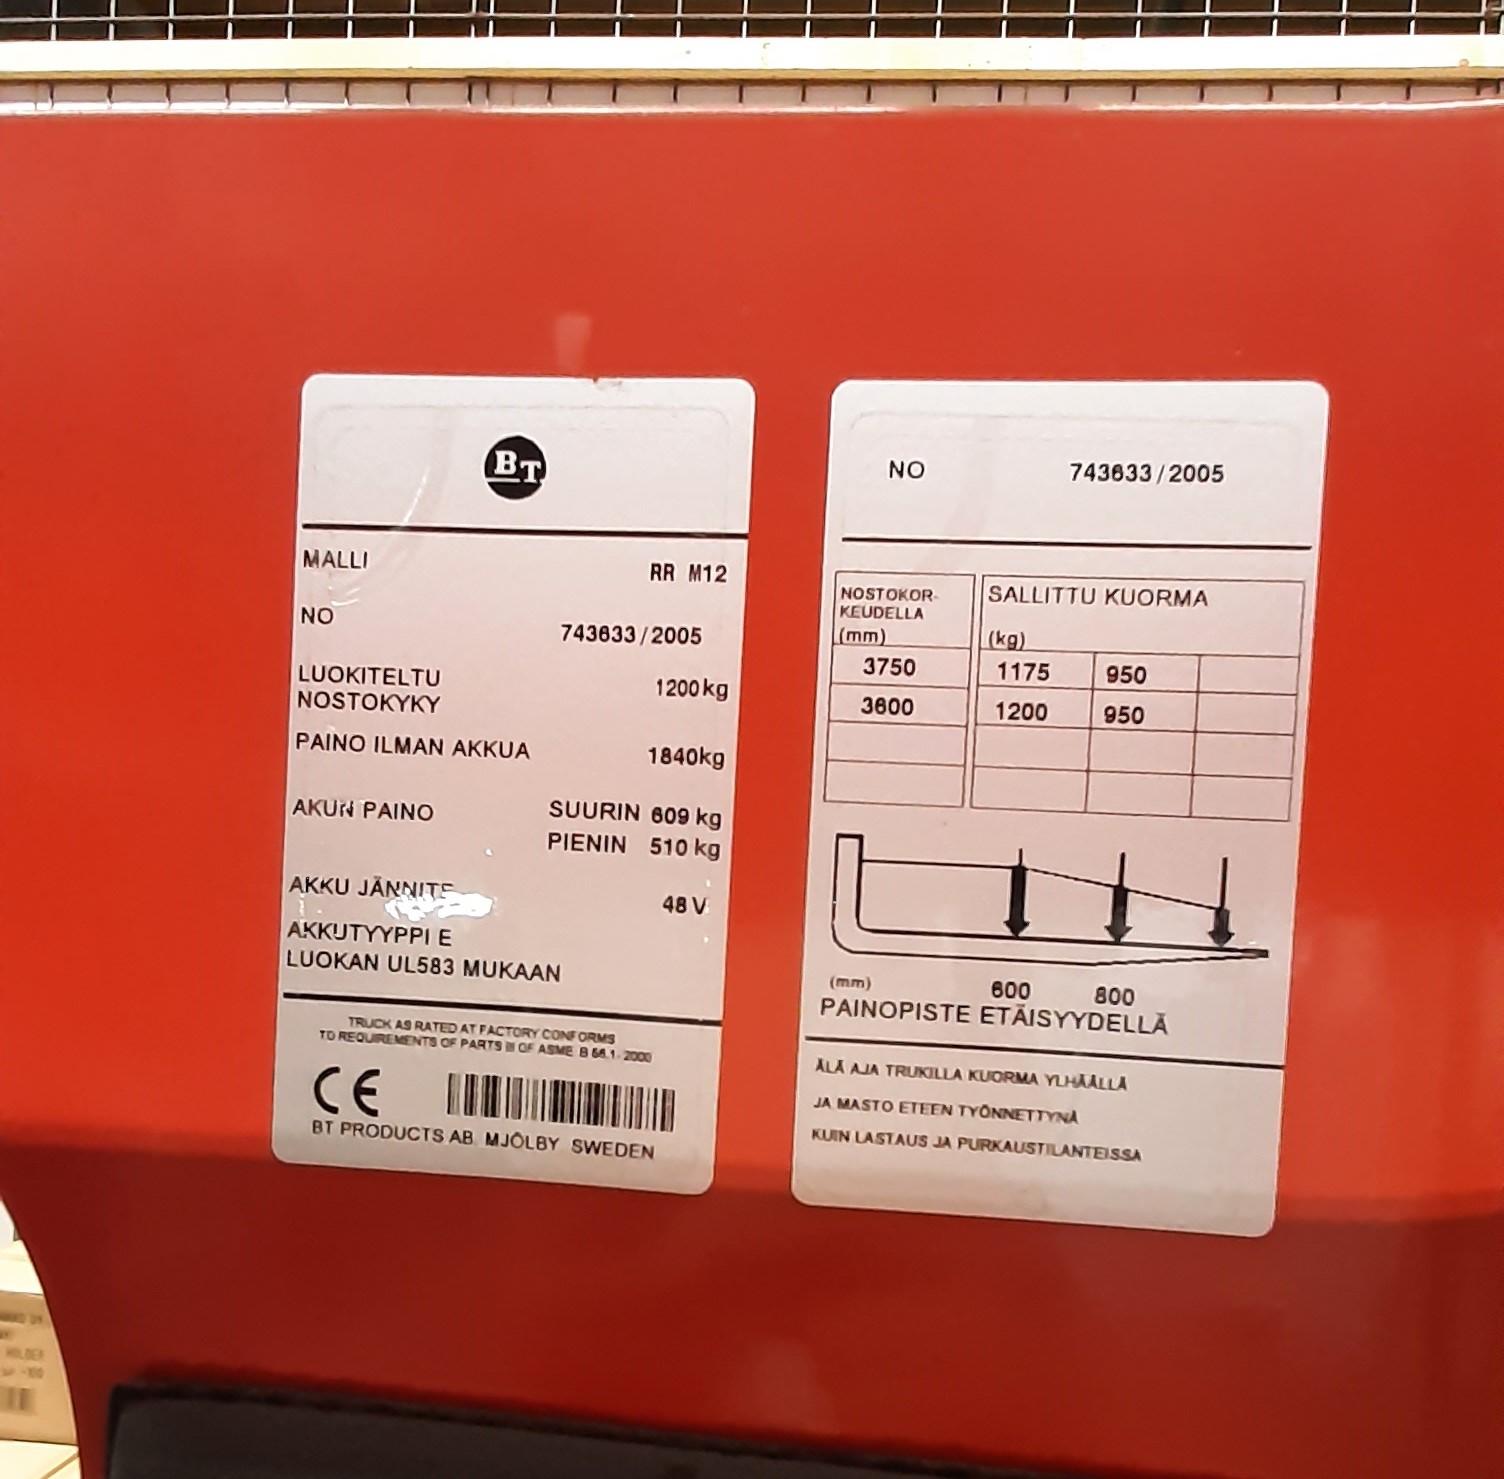 BT
MALLI RR M12
NO 743633/2005
LUOKITELTU
NOSTOKYKY 1200kg
PAINO ILMAN AKKUA 1840kg
AKUN PAINO SUURIN 609 kg
PIENIN 510 kg
AKKU JÄNNITE 48 V
AKKUTYYPPI E
LUOKAN UL583 MUKAAN
TRUCK AS RATED AT FACTORY CONFORMS
TO REQUIREMENTS OF PARTS III OF ASME B 56.1- 2000
CE
BT PRODUCTS AB MJÖLBY SWEDEN
NO 743633/2005
NOSTOKOR-
KEUDELLA
(mm)
SALLITTU KUORMA
(kg)
3750 1175 950
3600 1200 950
(mm) 600 800
PAINOPISTE ETÄISYYDELLÄ
ÄLÄ AJA TRUKILLA KUORMA YLHÄÄLLÄ
JA MASTO ETEEN TYÖNNETTYNÄ
KUIN LASTAUS JA PURKAUSTILANTEISSA
HOLDER